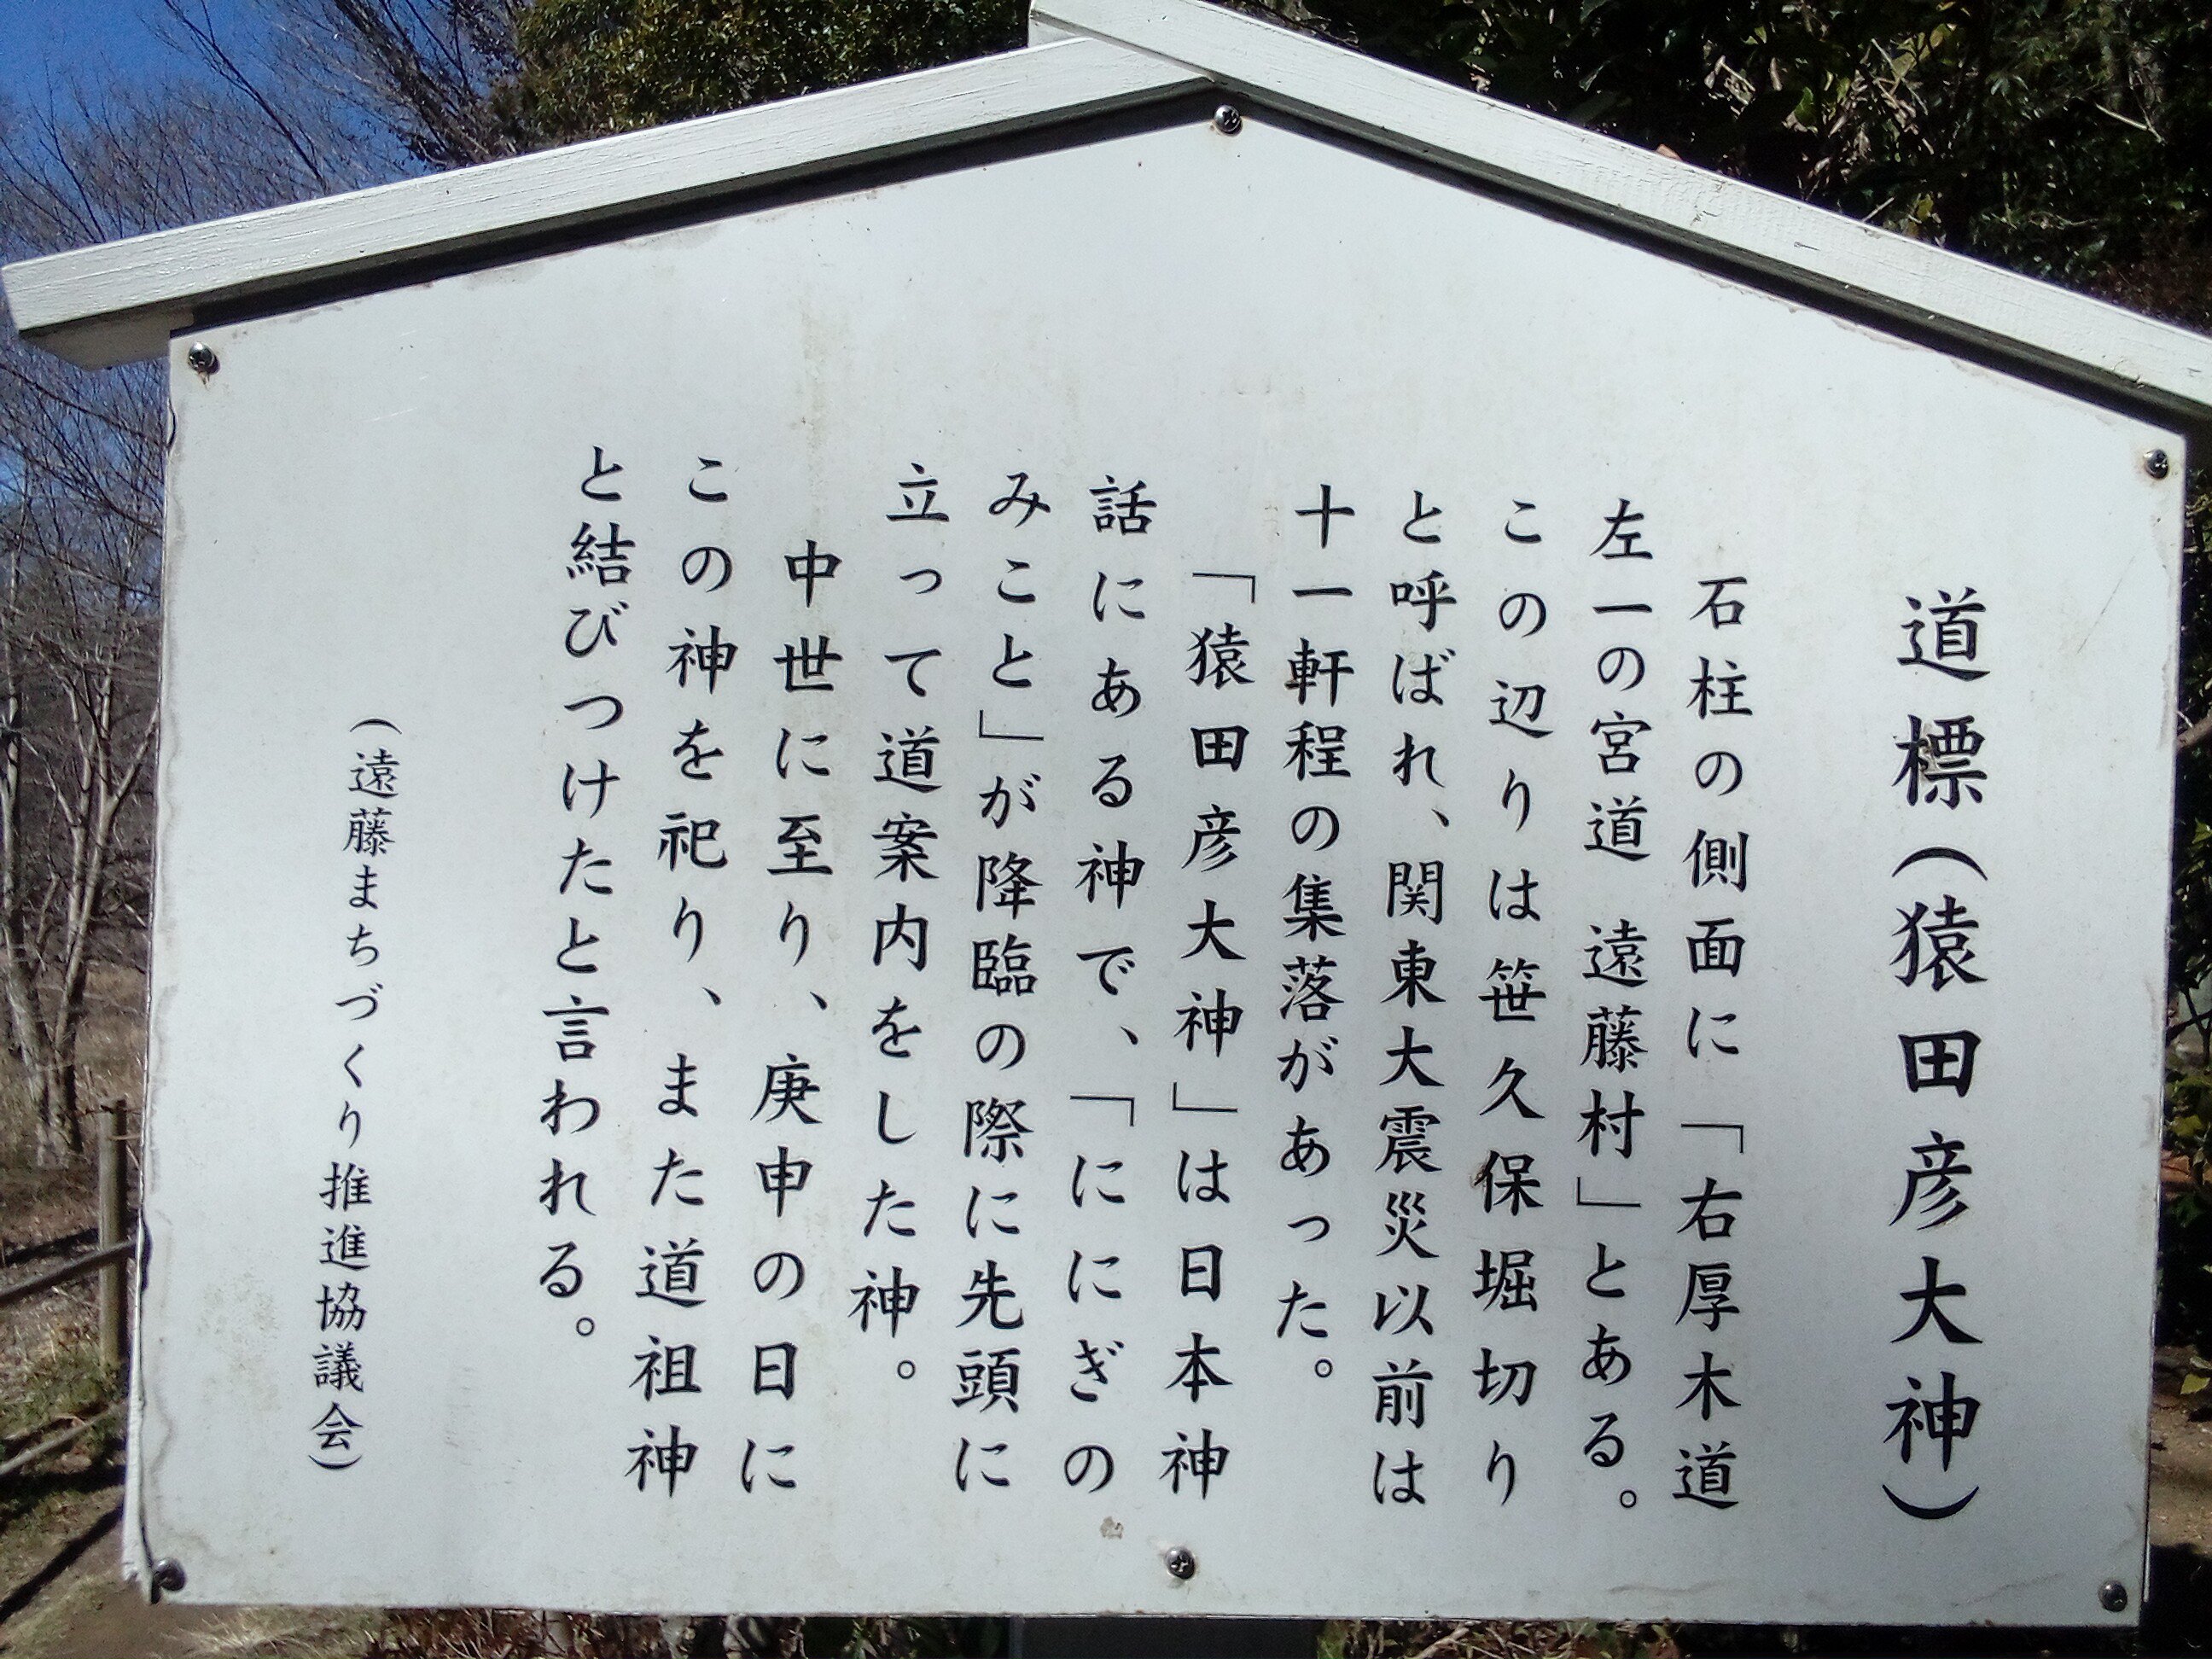 道標(猿田彦大神)
石柱の側面に「右厚木道
左一の宮道 遠藤村」とある。
この辺りは笹久保堀切り
と呼ばれ、関東大震災以前は
十一軒程の集落があった。
「猿田彦大神」は日本神
話にある神で、「ににぎの
みこと」が降臨の際に先頭に
立って道案内をした神。
中世に至り、庚申の日に
この神を祀り、また道祖神
と結びつけたと言われる。
(遠藤まちづくり推進協議会)